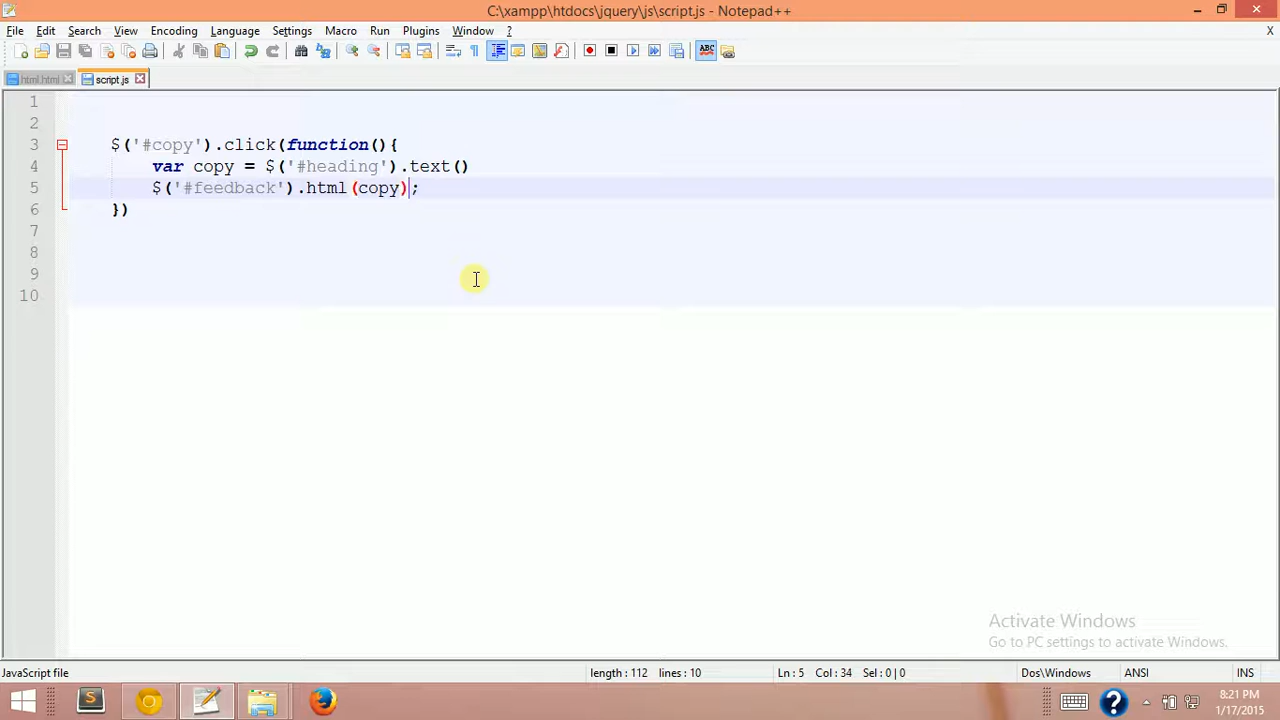 C:\xampp\htdocs\jquery\js\script.js - Notepad++
File Edit Search View Encoding Language Settings Macro Run Plugins Window ? X
ABC
html.html script.js
1
2
3 $('#copy').click(function(){
4 var copy = $('#heading').text()
5 $('#feedback').html(copy);
6 })
7
8
9
10
Activate Windows
Go to PC settings to activate Windows.
JavaScript file length : 112 lines : 10 Ln : 5 Col : 34 Sel : 0 | 0 Dos\Windows ANSI INS
S ? 8:21 PM
1/17/2015